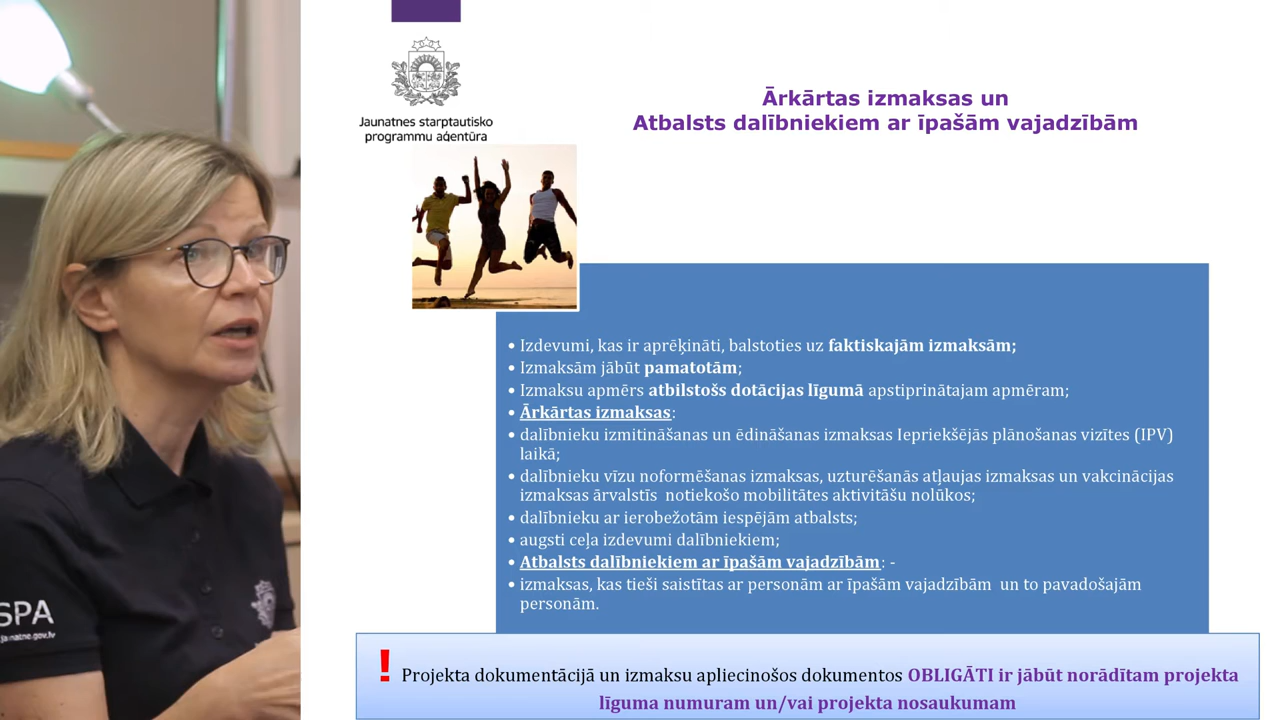 Jaunatnes starptautisko
programmu aģentūra
Ārkārtas izmaksas un
Atbalsts dalībniekiem ar īpašām vajadzībām
• Izdevumi, kas ir aprēķināti, balstoties uz faktiskajām izmaksām;
• Izmaksām jābūt pamatotām;
• Izmaksu apmērs atbilstošs dotācijas līgumā apstiprinātajam apmēram;
• Ārkārtas izmaksas:
• dalībnieku izmitināšanas un ēdināšanas izmaksas Iepriekšējās plānošanas vizītes (IPV)
laikā;
• dalībnieku vīzu noformēšanas izmaksas, uzturēšanās atļaujas izmaksas un vakcinācijas
izmaksas ārvalstīs notiekošo mobilitātes aktivitāšu nolūkos;
• dalībnieku ar ierobežotām iespējām atbalsts;
• augsti ceļa izdevumi dalībniekiem;
• Atbalsts dalībniekiem ar īpašām vajadzībām: -
• izmaksas, kas tieši saistītas ar personām ar īpašām vajadzībām un to pavadošajām
personām.
! Projekta dokumentācijā un izmaksu apliecinošos dokumentos OBLIGĀTI ir jābūt norādītam projekta
līguma numuram un/vai projekta nosaukumam
SPA
jaunatne.gov.lv